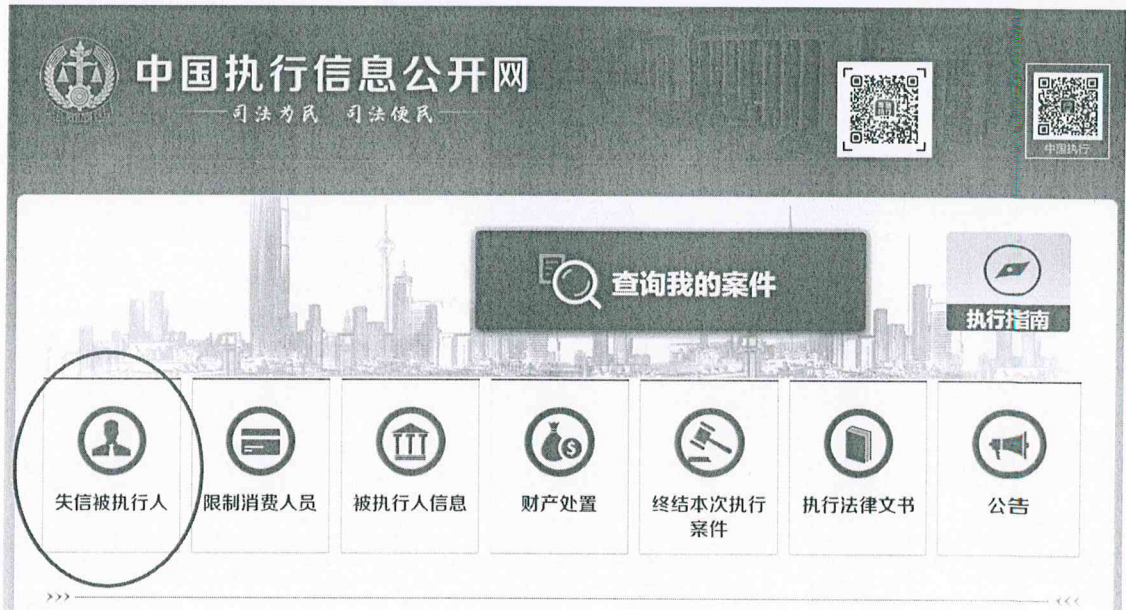 中国执行信息公开网
司法为民 司法便民
中国执行
查询我的案件
执行指南
失信被执行人
限制消费人员
被执行人信息
财产处置
终结本次执行
案件
执行法律文书
公告